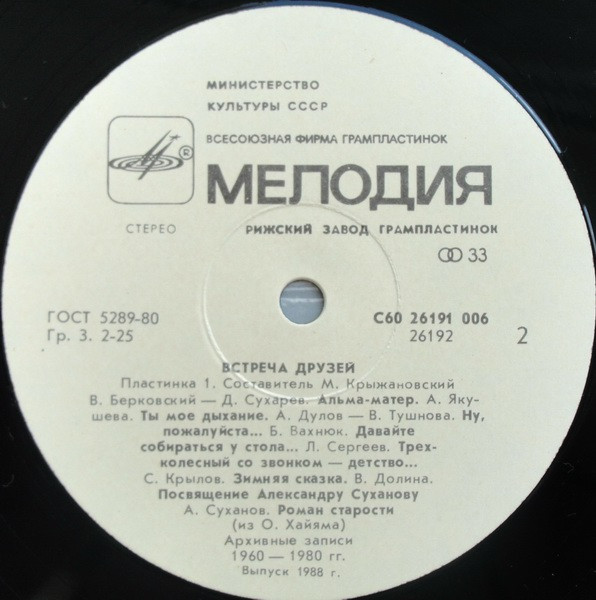 МИНИСТЕРСТВО
КУЛЬТУРЫ СССР
ВСЕСОЮЗНАЯ ФИРМА ГРАМПЛАСТИНОК
®
МЕЛОДИЯ
СТЕРЕО
РИЖСКИЙ ЗАВОД ГРАМПЛАСТИНОК
33
ГОСТ 5289-80
Гр. 3. 2-25
С60 26191 006
26192
2
ВСТРЕЧА ДРУЗЕЙ
Пластинка 1. Составитель М. Крыжановский
В. Берковский — Д. Сухарев. Альма-матер. А. Яку-
шева. Ты мое дыхание. А. Дулов — В. Тушнова. Ну,
пожалуйста... Б. Вахнюк. Давайте
собираться у стола... Л. Сергеев. Трех-
колесный со звонком — детство...
С. Крылов. Зимняя сказка. В. Долина.
Посвящение Александру Суханову
А. Суханов. Роман старости
(из О. Хайяма)
Архивные записи
1960 — 1980 гг.
Выпуск 1988 г.